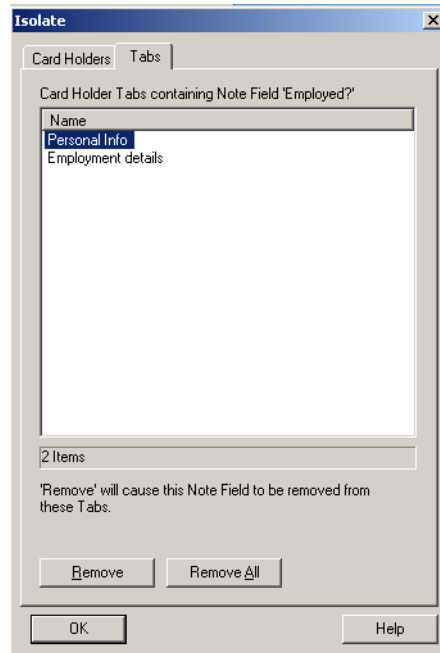 Isolate
Card Holders Tabs
Card Holder Tabs containing Note Field 'Employed?'
Name
Personal Info
Employment details
2 Items
'Remove' will cause this Note Field to be removed from
these Tabs.
Remove Remove All
OK Help